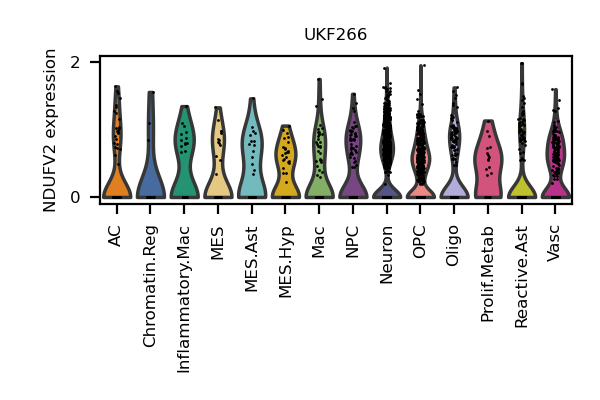 UKF266
NDUFV2 expression
2
0
AC
Chromatin.Reg
Inflammatory.Mac
MES
MES.Ast
MES.Hyp
Mac
NPC
Neuron
OPC
Oligo
Prolif.Metab
Reactive.Ast
Vasc